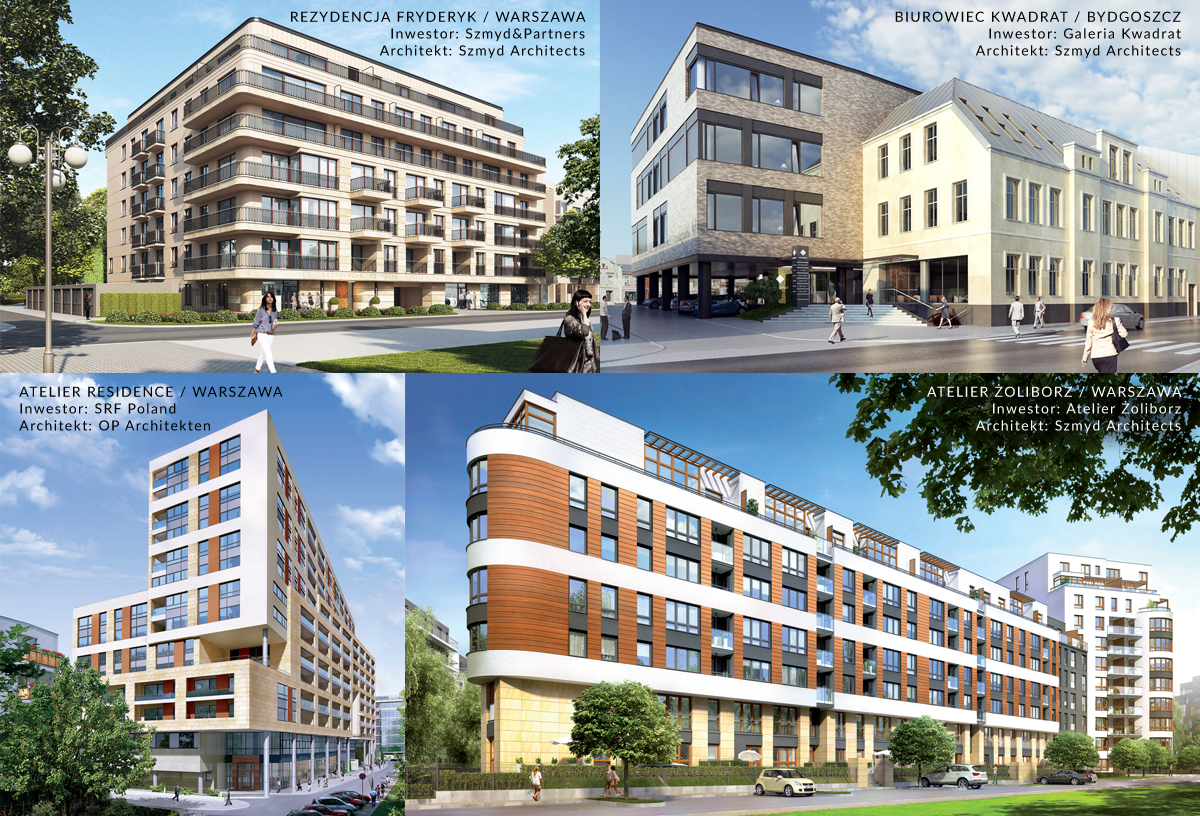 REZYDENCJA FRYDERYK / WARSZAWA
Inwestor: Szmyd&Partners
Architekt: Szmyd Architects
BIUROWIEC KWADRAT / BYDGOSZCZ
Inwestor: Galeria Kwadrat
Architekt: Szmyd Architects
ATELIER RESIDENCE / WARSZAWA
Inwestor: SRF Poland
Architekt: OP Architekten
ATELIER ŻOLIBORZ / WARSZAWA
Inwestor: Atelier Żoliborz
Architekt: Szmyd Architects